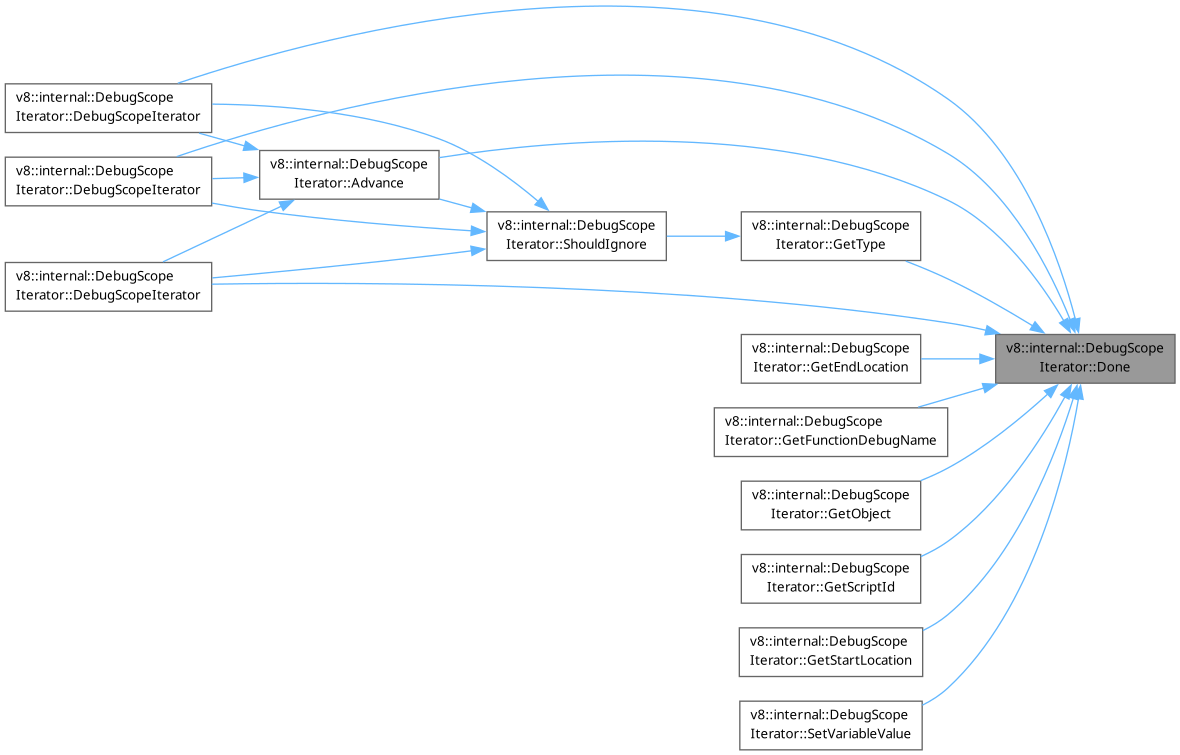 v8::internal::DebugScope
Iterator::DebugScopeIterator
v8::internal::DebugScope
Iterator::DebugScopeIterator
v8::internal::DebugScope
Iterator::Advance
v8::internal::DebugScope
Iterator::ShouldIgnore
v8::internal::DebugScope
Iterator::GetType
v8::internal::DebugScope
Iterator::DebugScopeIterator
v8::internal::DebugScope
Iterator::GetEndLocation
v8::internal::DebugScope
Iterator::Done
v8::internal::DebugScope
Iterator::GetFunctionDebugName
v8::internal::DebugScope
Iterator::GetObject
v8::internal::DebugScope
Iterator::GetScriptId
v8::internal::DebugScope
Iterator::GetStartLocation
v8::internal::DebugScope
Iterator::SetVariableValue